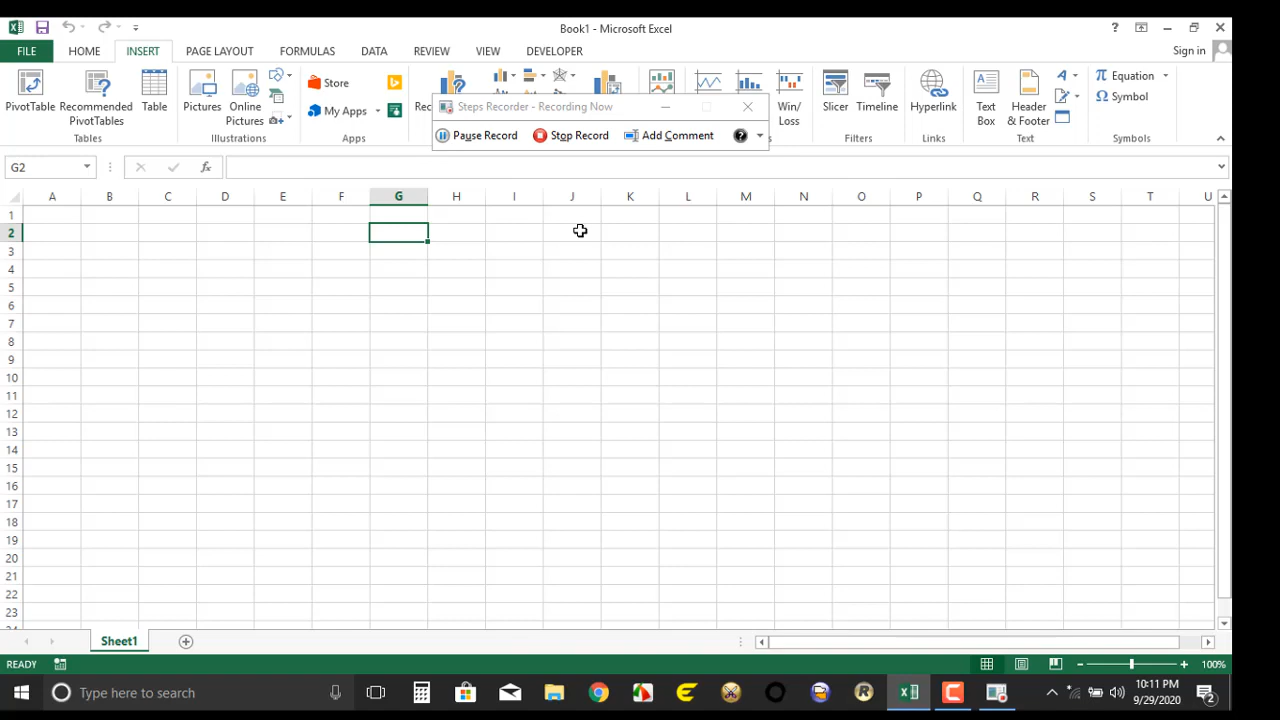 Book1 - Microsoft Excel
FILE HOME INSERT PAGE LAYOUT FORMULAS DATA REVIEW VIEW DEVELOPER Sign in
PivotTable Recommended PivotTables Table Pictures Online Pictures Store My Apps Win/ Loss Slicer Timeline Hyperlink Text Box Header & Footer Equation Symbol
Tables Illustrations Apps Filters Links Text Symbols
Steps Recorder - Recording Now
Pause Record Stop Record Add Comment
G2 fx
A B C D E F G H I J K L M N O P Q R S T U
1
2
3
4
5
6
7
8
9
10
11
12
13
14
15
16
17
18
19
20
21
22
23
Sheet1
READY 100%
Type here to search 10:11 PM
9/29/2020 2